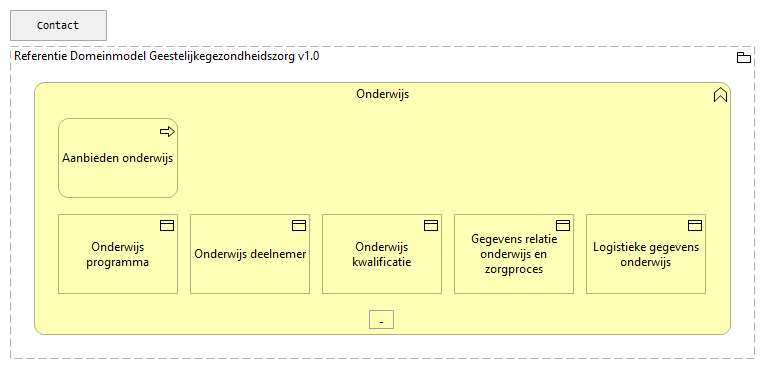 Contact
Referentie Domeinmodel Geestelijkegezondheidszorg v1.0
Onderwijs
Aanbieden onderwijs
Onderwijs
programma
Onderwijs deelnemer
Onderwijs
kwalificatie
Gegevens relatie
onderwijs en
zorgproces
Logistieke gegevens
onderwijs
-